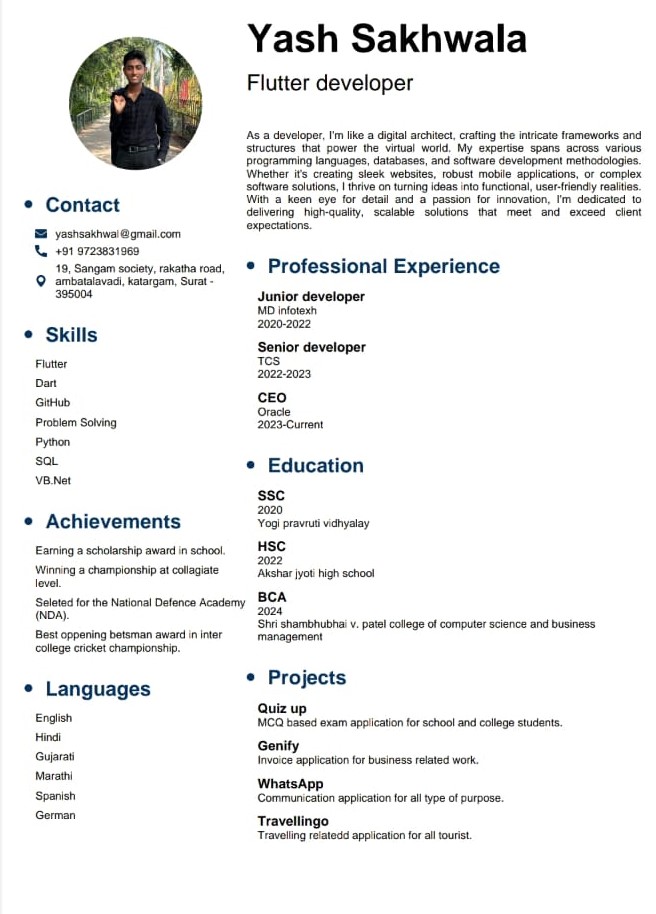 Yash Sakhwala
Flutter developer
As a developer, I'm like a digital architect, crafting the intricate frameworks and
structures that power the virtual world. My expertise spans across various
programming languages, databases, and software development methodologies.
Whether it's creating sleek websites, robust mobile applications, or complex
software solutions, I thrive on turning ideas into functional, user-friendly realities.
With a keen eye for detail and a passion for innovation, I'm dedicated to
delivering high-quality, scalable solutions that meet and exceed client
expectations.
Contact
yashsakhwal@gmail.com
+91 9723831969
19, Sangam society, rakatha road,
ambatalavadi, katargam, Surat -
395004
Skills
Flutter
Dart
GitHub
Problem Solving
Python
SQL
VB.Net
Achievements
Earning a scholarship award in school.
Winning a championship at collagiate
level.
Seleted for the National Defence Academy
(NDA).
Best oppening betsman award in inter
college cricket championship.
Languages
English
Hindi
Gujarati
Marathi
Spanish
German
Professional Experience
Junior developer
MD infotexh
2020-2022
Senior developer
TCS
2022-2023
CEO
Oracle
2023-Current
Education
SSC
2020
Yogi pravruti vidhyalay
HSC
2022
Akshar jyoti high school
BCA
2024
Shri shambhubhai v. patel college of computer science and business
management
Projects
Quiz up
MCQ based exam application for school and college students.
Genify
Invoice application for business related work.
WhatsApp
Communication application for all type of purpose.
Travellingo
Travelling relatedd application for all tourist.